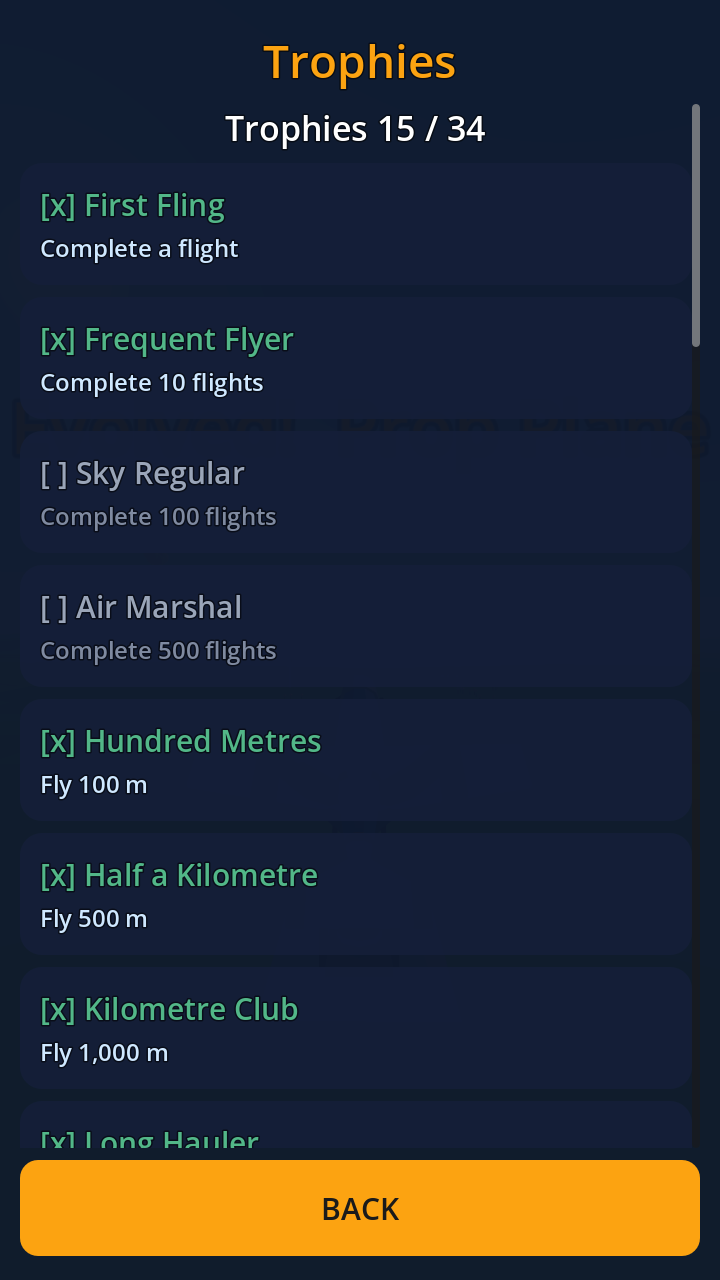 Trophies
Trophies 15 / 34
[x] First Fling
Complete a flight
[x] Frequent Flyer
Complete 10 flights
[ ] Sky Regular
Complete 100 flights
[ ] Air Marshal
Complete 500 flights
[x] Hundred Metres
Fly 100 m
[x] Half a Kilometre
Fly 500 m
[x] Kilometre Club
Fly 1,000 m
[x] Long Hauler
BACK